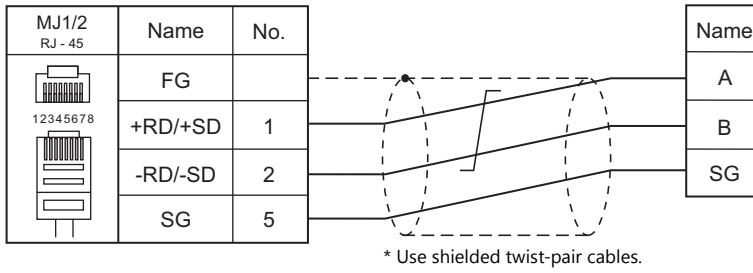 MJ1/2 Name No. Name
RJ - 45
FG A
12345678
+RD/+SD 1 B
-RD/-SD 2 SG
SG 5
* Use shielded twist-pair cables.